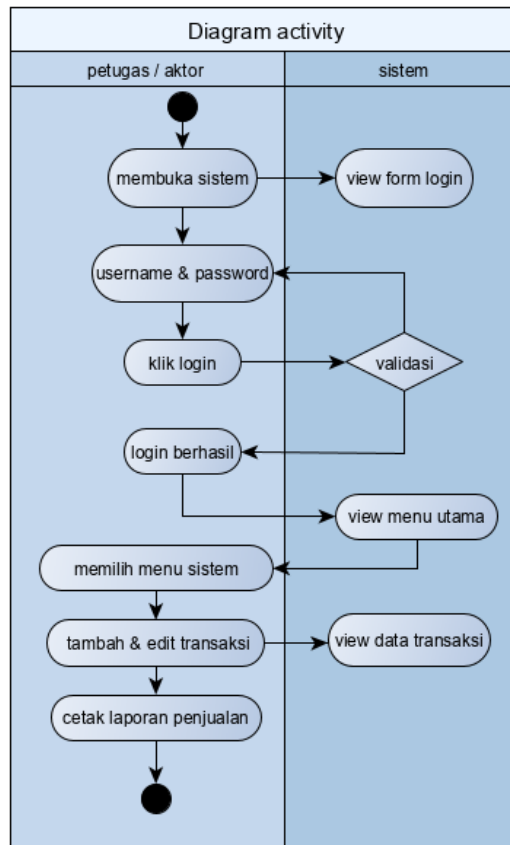 Diagram activity
petugas / aktor
sistem
membuka sistem
view form login
username & password
klik login
validasi
login berhasil
view menu utama
memilih menu sistem
tambah & edit transaksi
view data transaksi
cetak laporan penjualan